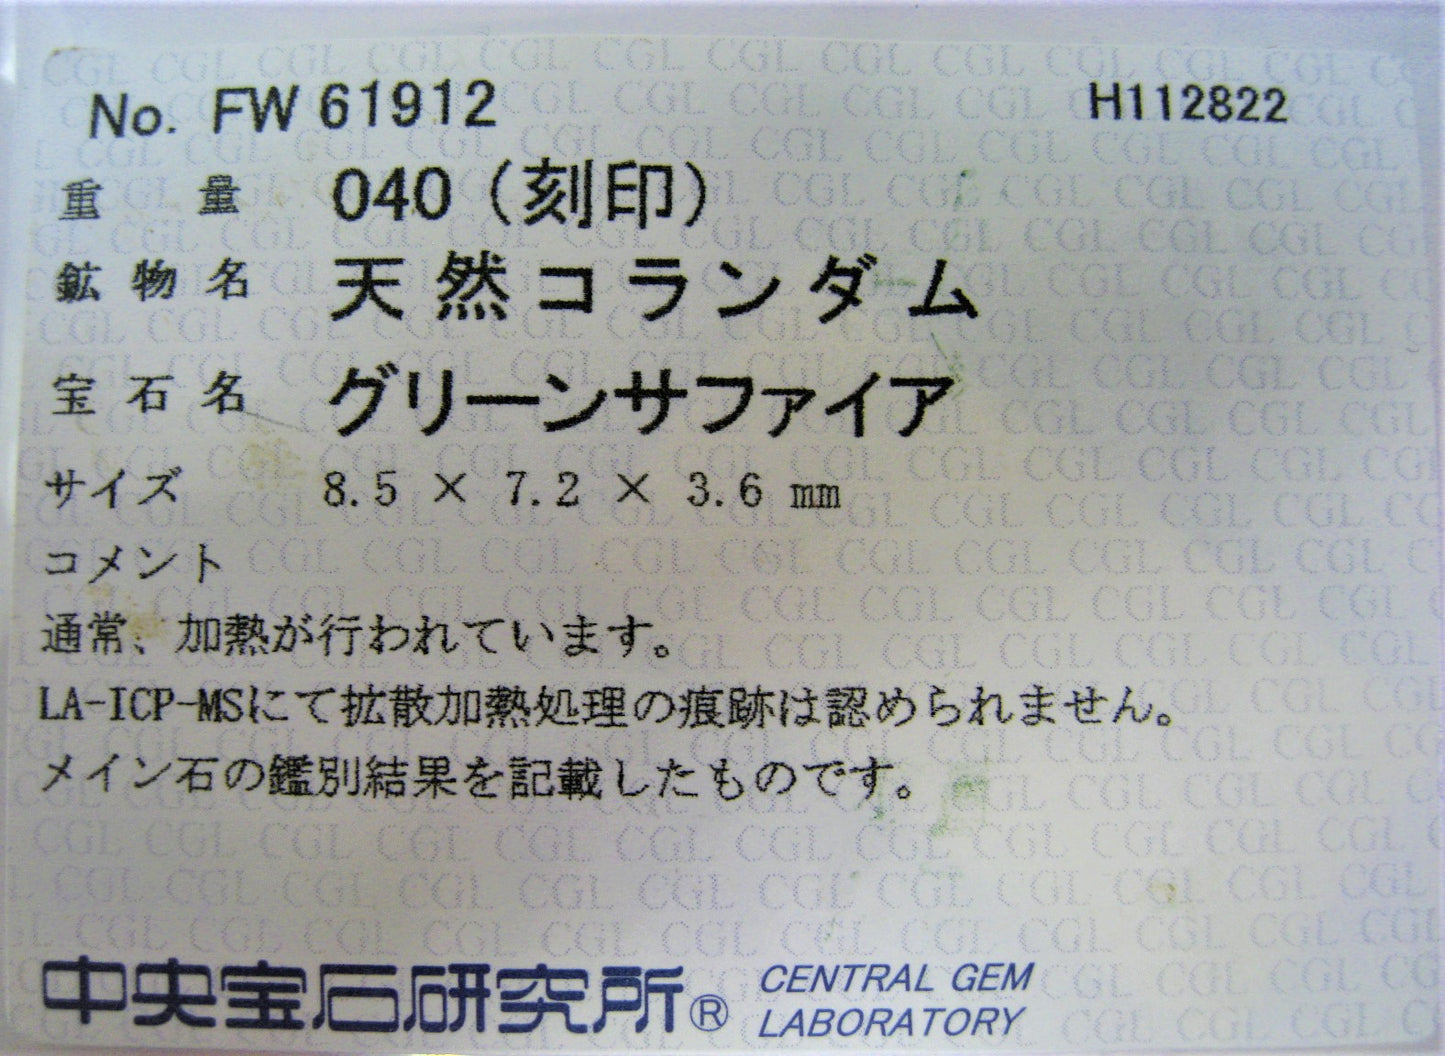 No. FW 61912 H112822
重量 040（刻印）
鉱物名 天然コランダム
宝石名 グリーンサファイア
サイズ 8.5 × 7.2 × 3.6 mm
コメント
通常、加熱が行われています。
LA-ICP-MSにて拡散加熱処理の痕跡は認められません。
メイン石の鑑別結果を記載したものです。
中央宝石研究所® CENTRAL GEM
LABORATORY